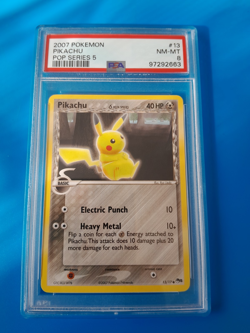 2007 POKEMON #13
PIKACHU NM-MT
POP SERIES 5 PSA 8
97292663
Pikachu 40 HP
BASIC
Electric Punch 10
Heavy Metal 10+
Flip a coin for each Energy attached to
Pikachu. This attack does 10 damage plus 20
more damage for each heads.